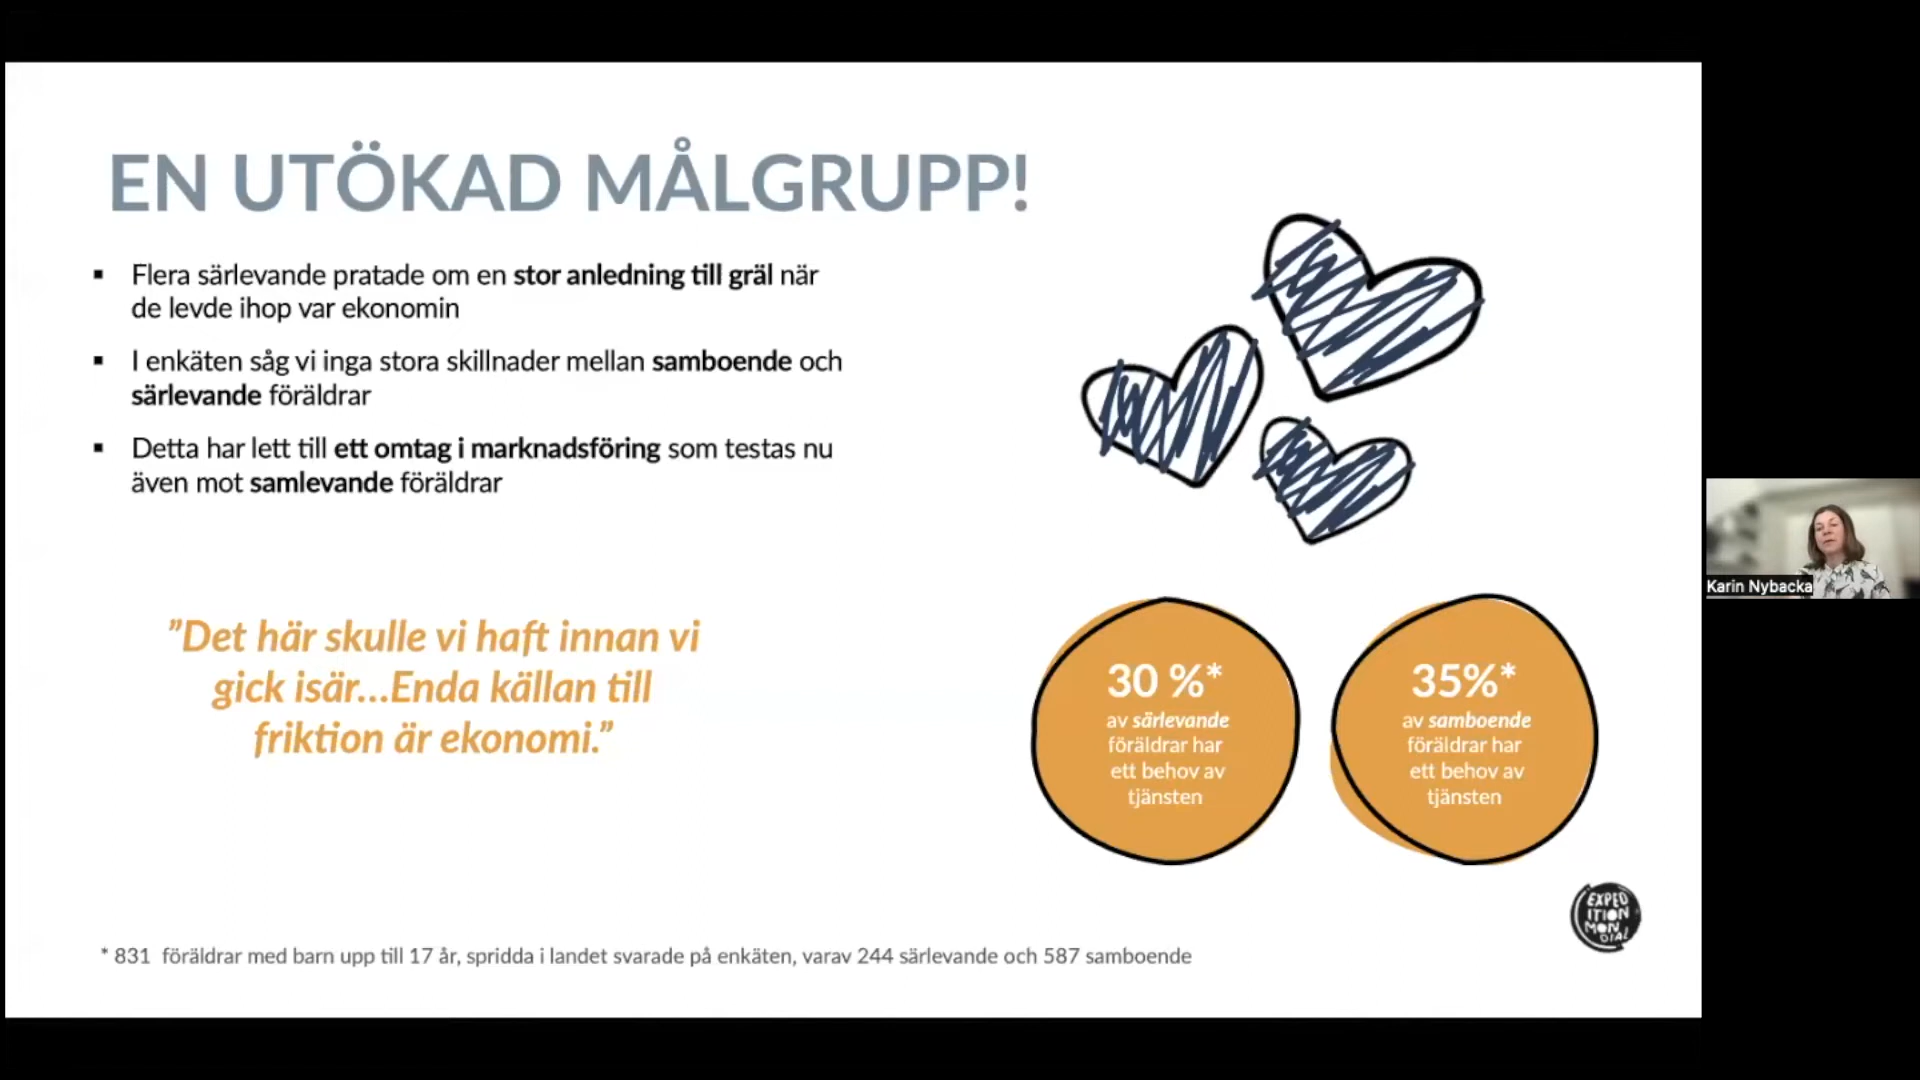 EN UTÖKAD MÅLGRUPP!
▪ Flera särlevande pratade om en stor anledning till gräl när
de levde ihop var ekonomin
▪ I enkäten såg vi inga stora skillnader mellan samboende och
särlevande föräldrar
▪ Detta har lett till ett omtag i marknadsföring som testas nu
även mot samlevande föräldrar
”Det här skulle vi haft innan vi
gick isär...Enda källan till
friktion är ekonomi.”
30 %*
av särlevande
föräldrar har
ett behov av
tjänsten
35%*
av samboende
föräldrar har
ett behov av
tjänsten
EXPED
ITION
MON
DIAL
* 831 föräldrar med barn upp till 17 år, spridda i landet svarade på enkäten, varav 244 särlevande och 587 samboende
Karin Nybacka